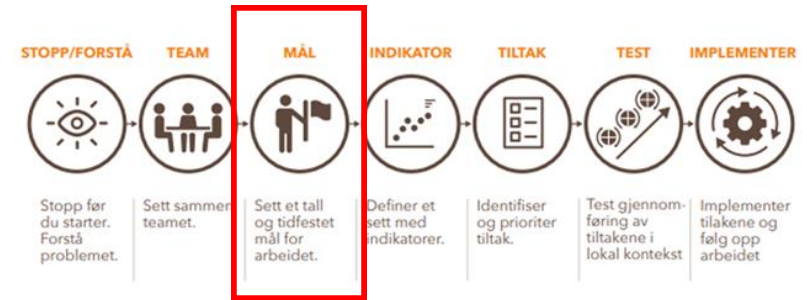 STOPP/FORSTÅ
TEAM
MÅL
INDIKATOR
TILTAK
TEST
IMPLEMENTER
Stopp før
du starter.
Forstå
problemet.
Sett sammen
teamet.
Sett et tall
og tidfestet
mål for
arbeidet.
Definer et
sett med
indikatorer.
Identifiser
og prioriter
tiltak.
Test gjennom-
føring av
tiltakene i
lokal kontekst
Implementer
tilakene og
følg opp
arbeidet